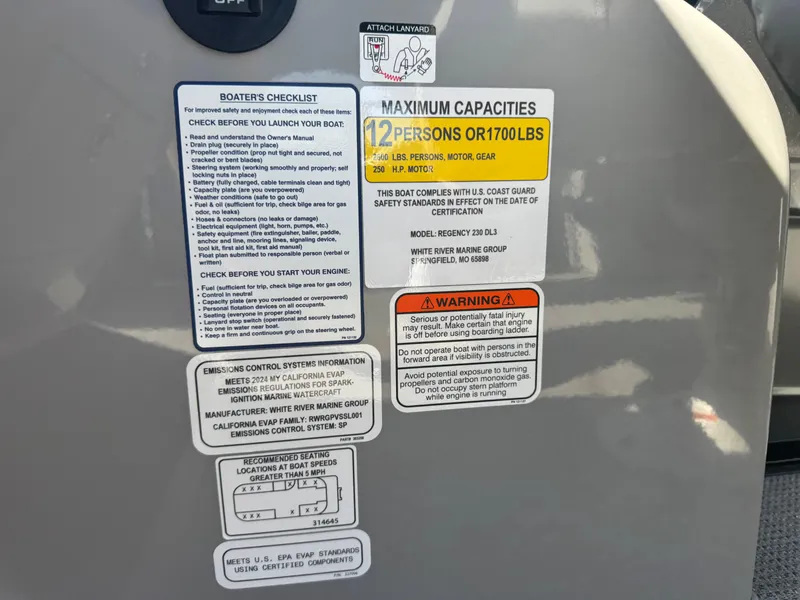 OFF
ATTACH LANYARD
RUN
BOATER'S CHECKLIST
For improved safety and enjoyment check each of these items:
CHECK BEFORE YOU LAUNCH YOUR BOAT:
• Read and understand the Owner's Manual
• Drain plug (securely in place)
• Propeller condition (prop nut tight and secured, not
cracked or bent blades)
• Steering system (working smoothly and properly; self
locking nuts in place)
• Battery (fully charged, cable terminals clean and tight)
• Capacity plate (are you overpowered)
• Weather conditions (safe to go out)
• Fuel & oil (sufficient for trip, check bilge area for gas
odor, no leaks)
• Hoses & connectors (no leaks or damage)
• Electrical equipment (light, horn, pumps, etc.)
• Safety equipment (fire extinguisher, bailer, paddle,
anchor and line, mooring lines, signaling device,
tool kit, first aid kit, first aid manual)
• Float plan submitted to responsible person (verbal or
written)
CHECK BEFORE YOU START YOUR ENGINE:
• Fuel (sufficient for trip, check bilge area for gas odor)
• Control in neutral
• Capacity plate (are you overloaded or overpowered)
• Personal flotation devices on all occupants.
• Seating (everyone in proper place)
• Lanyard stop switch (operational and securely fastened)
• No one in water near boat.
• Keep a firm and continuous grip on the steering wheel.
MAXIMUM CAPACITIES
12 PERSONS OR 1700 LBS
LBS. PERSONS, MOTOR, GEAR
250 H.P. MOTOR
THIS BOAT COMPLIES WITH U.S. COAST GUARD
SAFETY STANDARDS IN EFFECT ON THE DATE OF
CERTIFICATION
MODEL: REGENCY 230 DL3
WHITE RIVER MARINE GROUP
SPRINGFIELD, MO 65898
WARNING
Serious or potentially fatal injury
may result. Make certain that engine
is off before using boarding ladder.
Do not operate boat with persons in the
forward area if visibility is obstructed.
Avoid potential exposure to turning
propellers and carbon monoxide gas.
Do not occupy stern platform
while engine is running
EMISSIONS CONTROL SYSTEMS INFORMATION
MEETS 2024 MY CALIFORNIA EVAP
EMISSIONS REGULATIONS FOR SPARK-
IGNITION MARINE WATERCRAFT
MANUFACTURER: WHITE RIVER MARINE GROUP
CALIFORNIA EVAP FAMILY: RWRGPVSSL001
EMISSIONS CONTROL SYSTEM: SP
RECOMMENDED SEATING
LOCATIONS AT BOAT SPEEDS
GREATER THAN 5 MPH
X X X X X X
X X X X X X
314645
MEETS U.S. EPA EVAP STANDARDS
USING CERTIFIED COMPONENTS